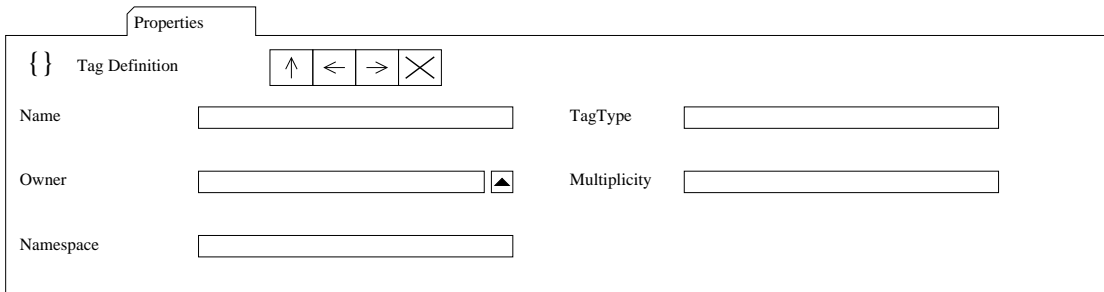 Properties
{} Tag Definition
Name
TagType
Owner
Multiplicity
Namespace